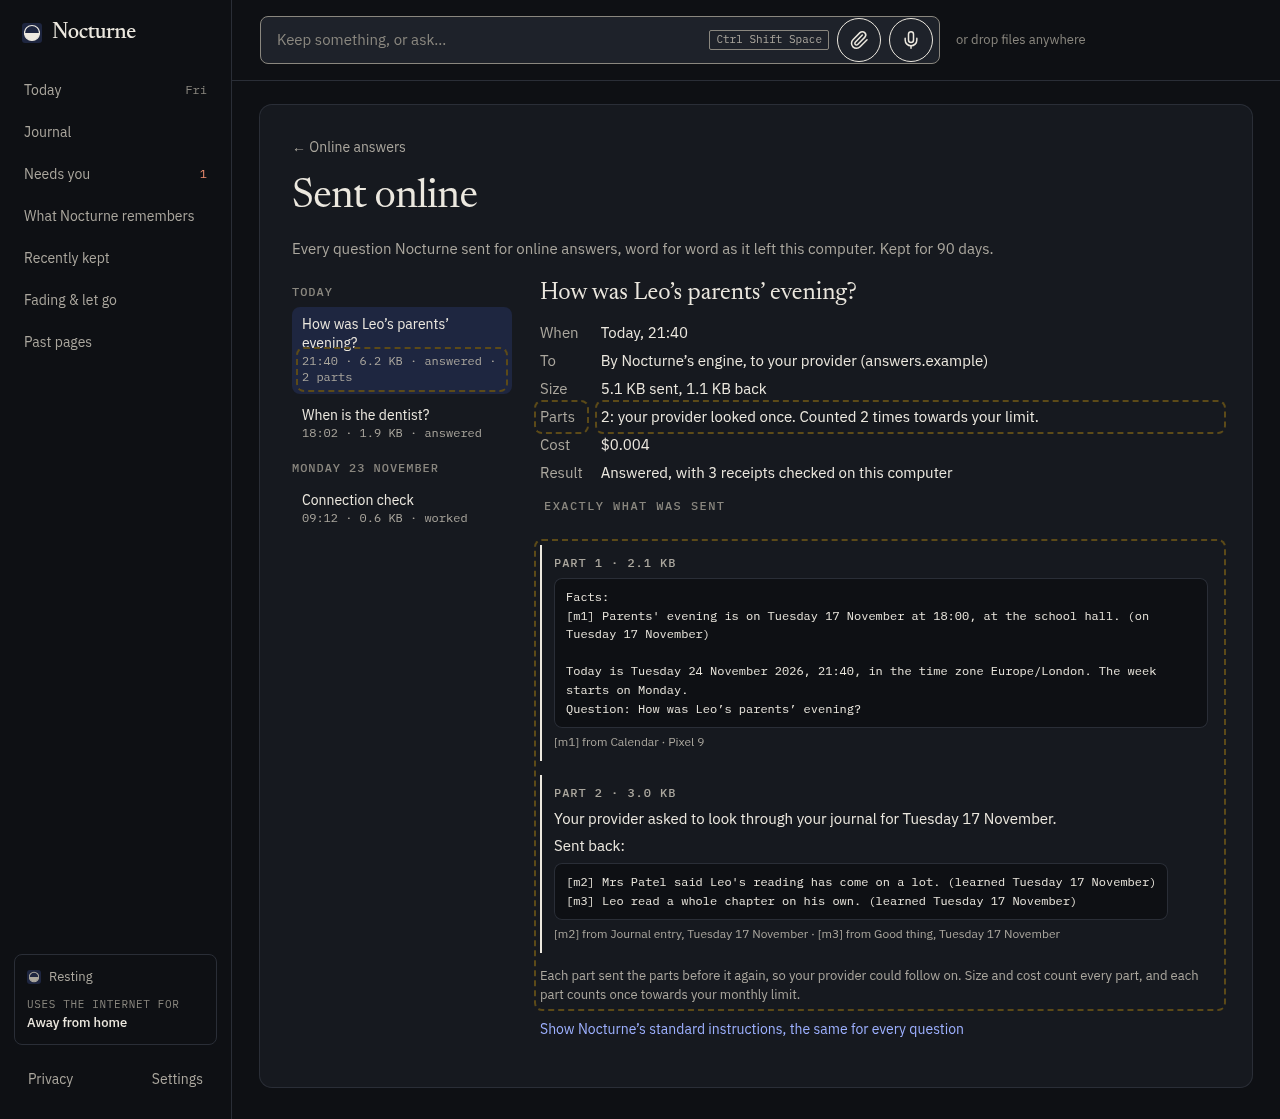 Nocturne
Keep something, or ask...
Ctrl Shift Space
or drop files anywhere
Today Fri
Journal
Needs you 1
What Nocturne remembers
Recently kept
Fading & let go
Past pages
Resting
USES THE INTERNET FOR
Away from home
Privacy Settings
← Online answers
Sent online
Every question Nocturne sent for online answers, word for word as it left this computer. Kept for 90 days.
TODAY
How was Leo’s parents’
evening?
21:40 · 6.2 KB · answered ·
2 parts
When is the dentist?
18:02 · 1.9 KB · answered
MONDAY 23 NOVEMBER
Connection check
09:12 · 0.6 KB · worked
How was Leo’s parents’ evening?
When Today, 21:40
To By Nocturne’s engine, to your provider (answers.example)
Size 5.1 KB sent, 1.1 KB back
Parts 2: your provider looked once. Counted 2 times towards your limit.
Cost $0.004
Result Answered, with 3 receipts checked on this computer
EXACTLY WHAT WAS SENT
PART 1 · 2.1 KB
Facts:
[m1] Parents' evening is on Tuesday 17 November at 18:00, at the school hall. (on
Tuesday 17 November)
Today is Tuesday 24 November 2026, 21:40, in the time zone Europe/London. The week
starts on Monday.
Question: How was Leo’s parents’ evening?
[m1] from Calendar · Pixel 9
PART 2 · 3.0 KB
Your provider asked to look through your journal for Tuesday 17 November.
Sent back:
[m2] Mrs Patel said Leo's reading has come on a lot. (learned Tuesday 17 November)
[m3] Leo read a whole chapter on his own. (learned Tuesday 17 November)
[m2] from Journal entry, Tuesday 17 November · [m3] from Good thing, Tuesday 17 November
Each part sent the parts before it again, so your provider could follow on. Size and cost count every part, and each
part counts once towards your monthly limit.
Show Nocturne’s standard instructions, the same for every question